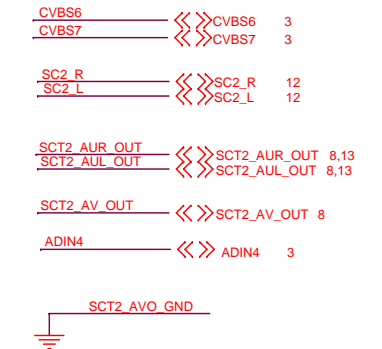 CVBS6 CVBS6 3
CVBS7 CVBS7 3
SC2_R SC2_R 12
SC2_L SC2_L 12
SCT2_AUR_OUT SCT2_AUR_OUT 8,13
SCT2_AUL_OUT SCT2_AUL_OUT 8,13
SCT2_AV_OUT SCT2_AV_OUT 8
ADIN4 ADIN4 3
SCT2_AVO_GND